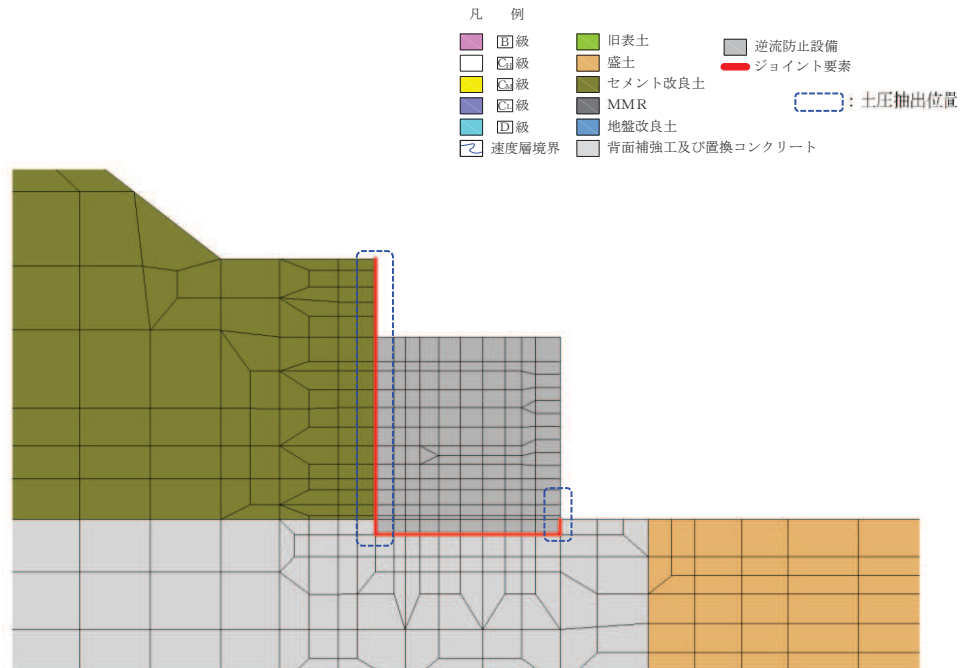 凡 例
B級
CH級
CM級
CL級
D級
速度層境界
旧表土
盛土
セメント改良土
MMR
地盤改良土
背面補強工及び置換コンクリート
逆流防止設備
ジョイント要素
：土圧抽出位置